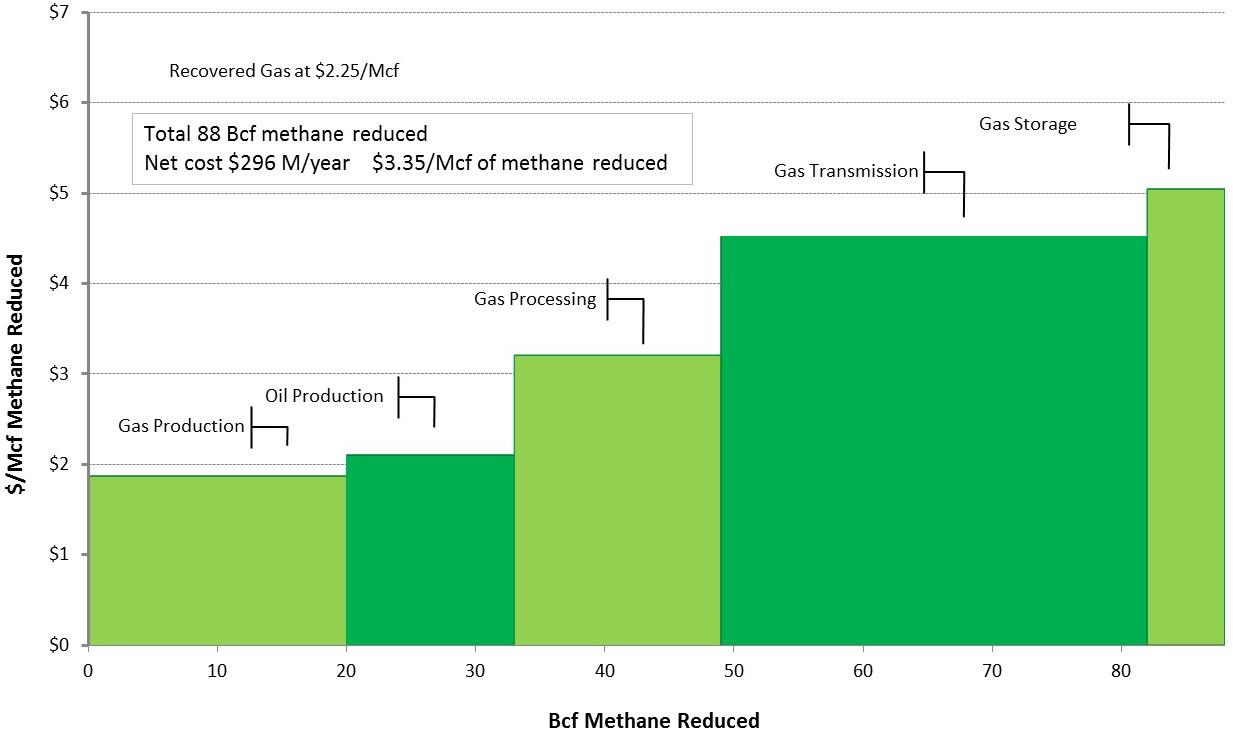 $7
Recovered Gas at $2.25/Mcf
$6
Total 88 Bcf methane reduced
Net cost $296 M/year $3.35/Mcf of methane reduced
Gas Storage
Gas Transmission
$5
$4
Gas Processing
$3
Oil Production
Gas Production
$2
$1
$0
$/Mcf Methane Reduced
0 10 20 30 40 50 60 70 80
Bcf Methane Reduced